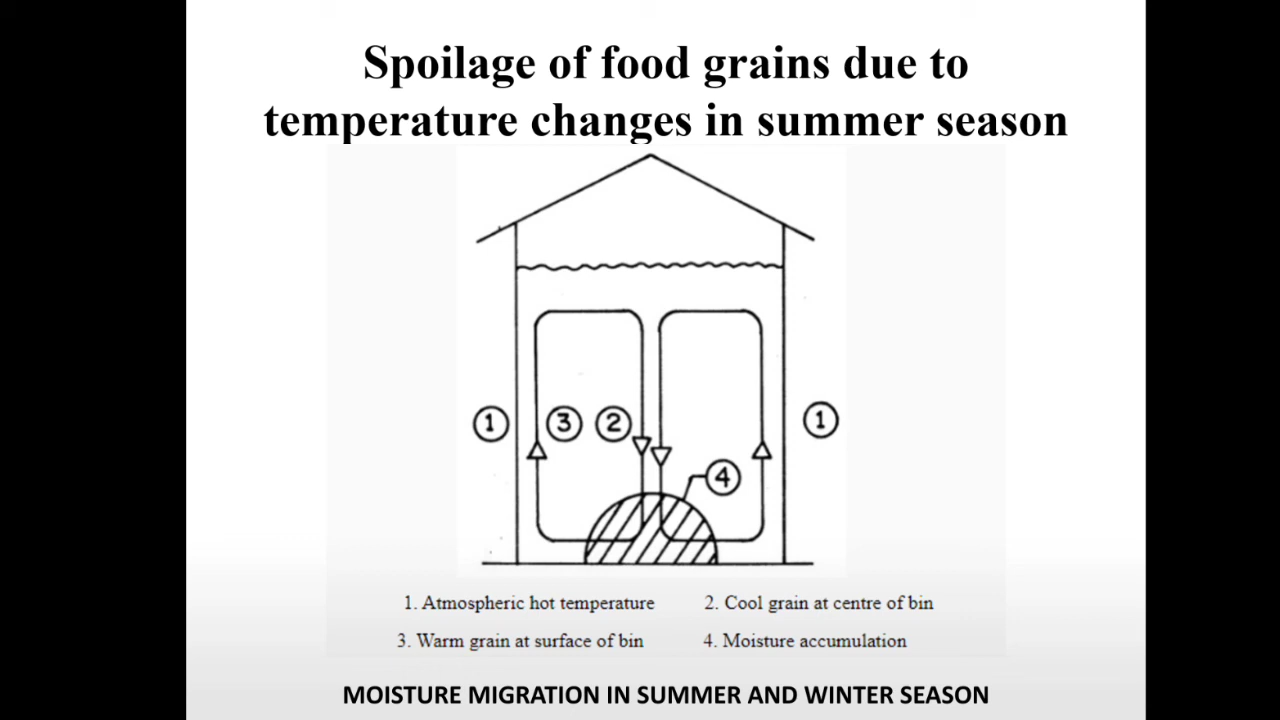 Spoilage of food grains due to
temperature changes in summer season
1 3 2 1
4
1. Atmospheric hot temperature 2. Cool grain at centre of bin
3. Warm grain at surface of bin 4. Moisture accumulation
MOISTURE MIGRATION IN SUMMER AND WINTER SEASON